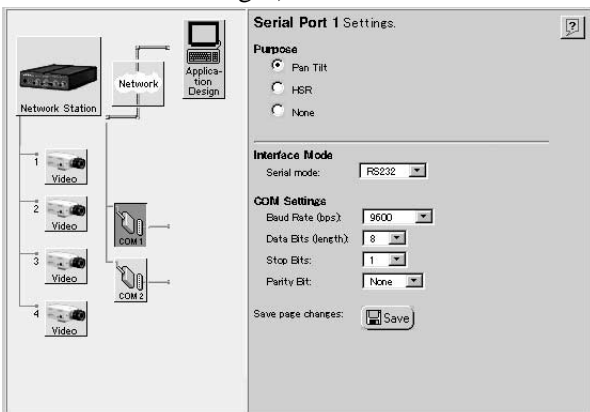 Network Station
Network
Applica-
tion
Design
1
Video
2
Video
3
Video
4
Video
COM 1
COM 2
Serial Port 1 Settings.
?
Purpose
Pan Tilt
HSR
None
Interface Mode
Serial mode: RS232
COM Settings
Baud Rate (bps): 9600
Data Bits (length): 8
Stop Bits: 1
Parity Bit: None
Save page changes: Save